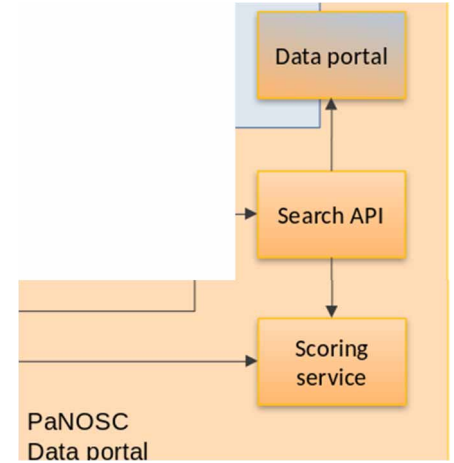 Data portal
Search API
Scoring
service
PaNOSC
Data portal